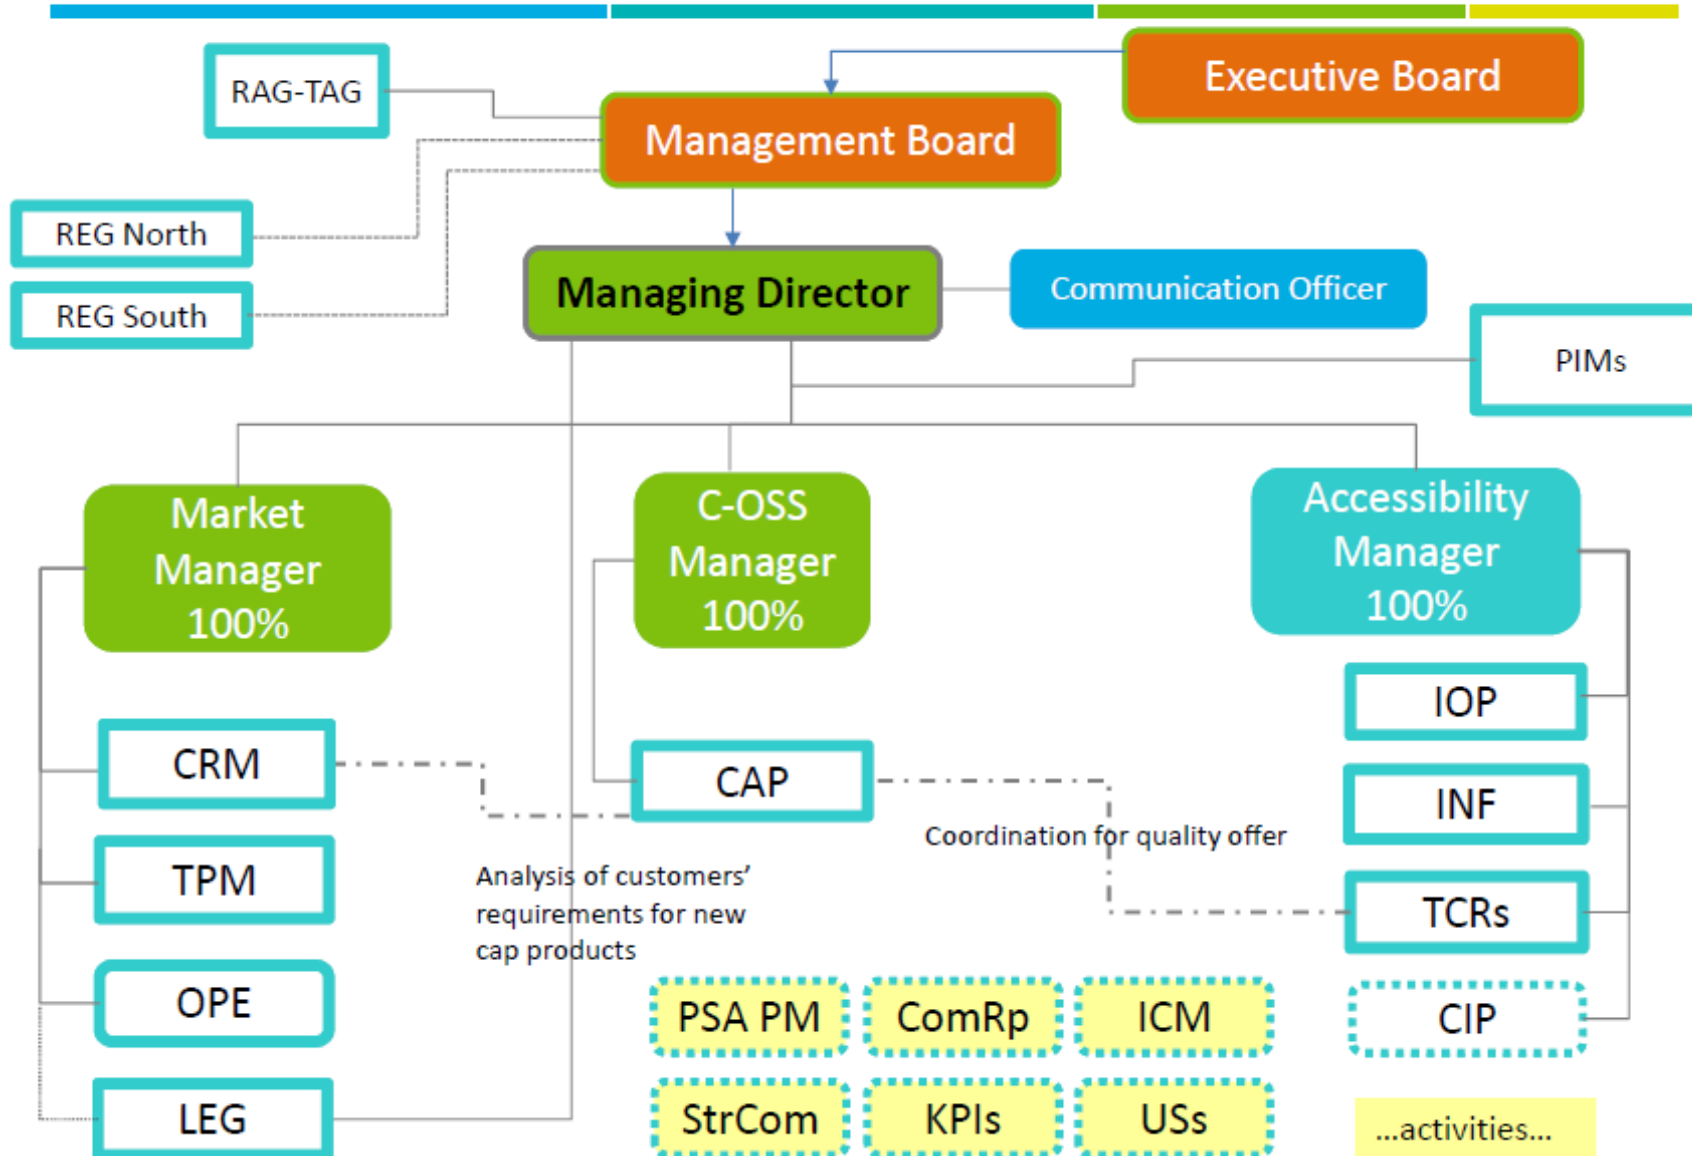 Executive Board
RAG-TAG
Management Board
REG North
REG South
Managing Director
Communication Officer
PIMs
Market
Manager
100%
C-OSS
Manager
100%
Accessibility
Manager
100%
CRM
TPM
OPE
LEG
CAP
Analysis of customers'
requirements for new
cap products
Coordination for quality offer
IOP
INF
TCRs
CIP
PSA PM
ComRp
ICM
StrCom
KPIs
USs
...activities...